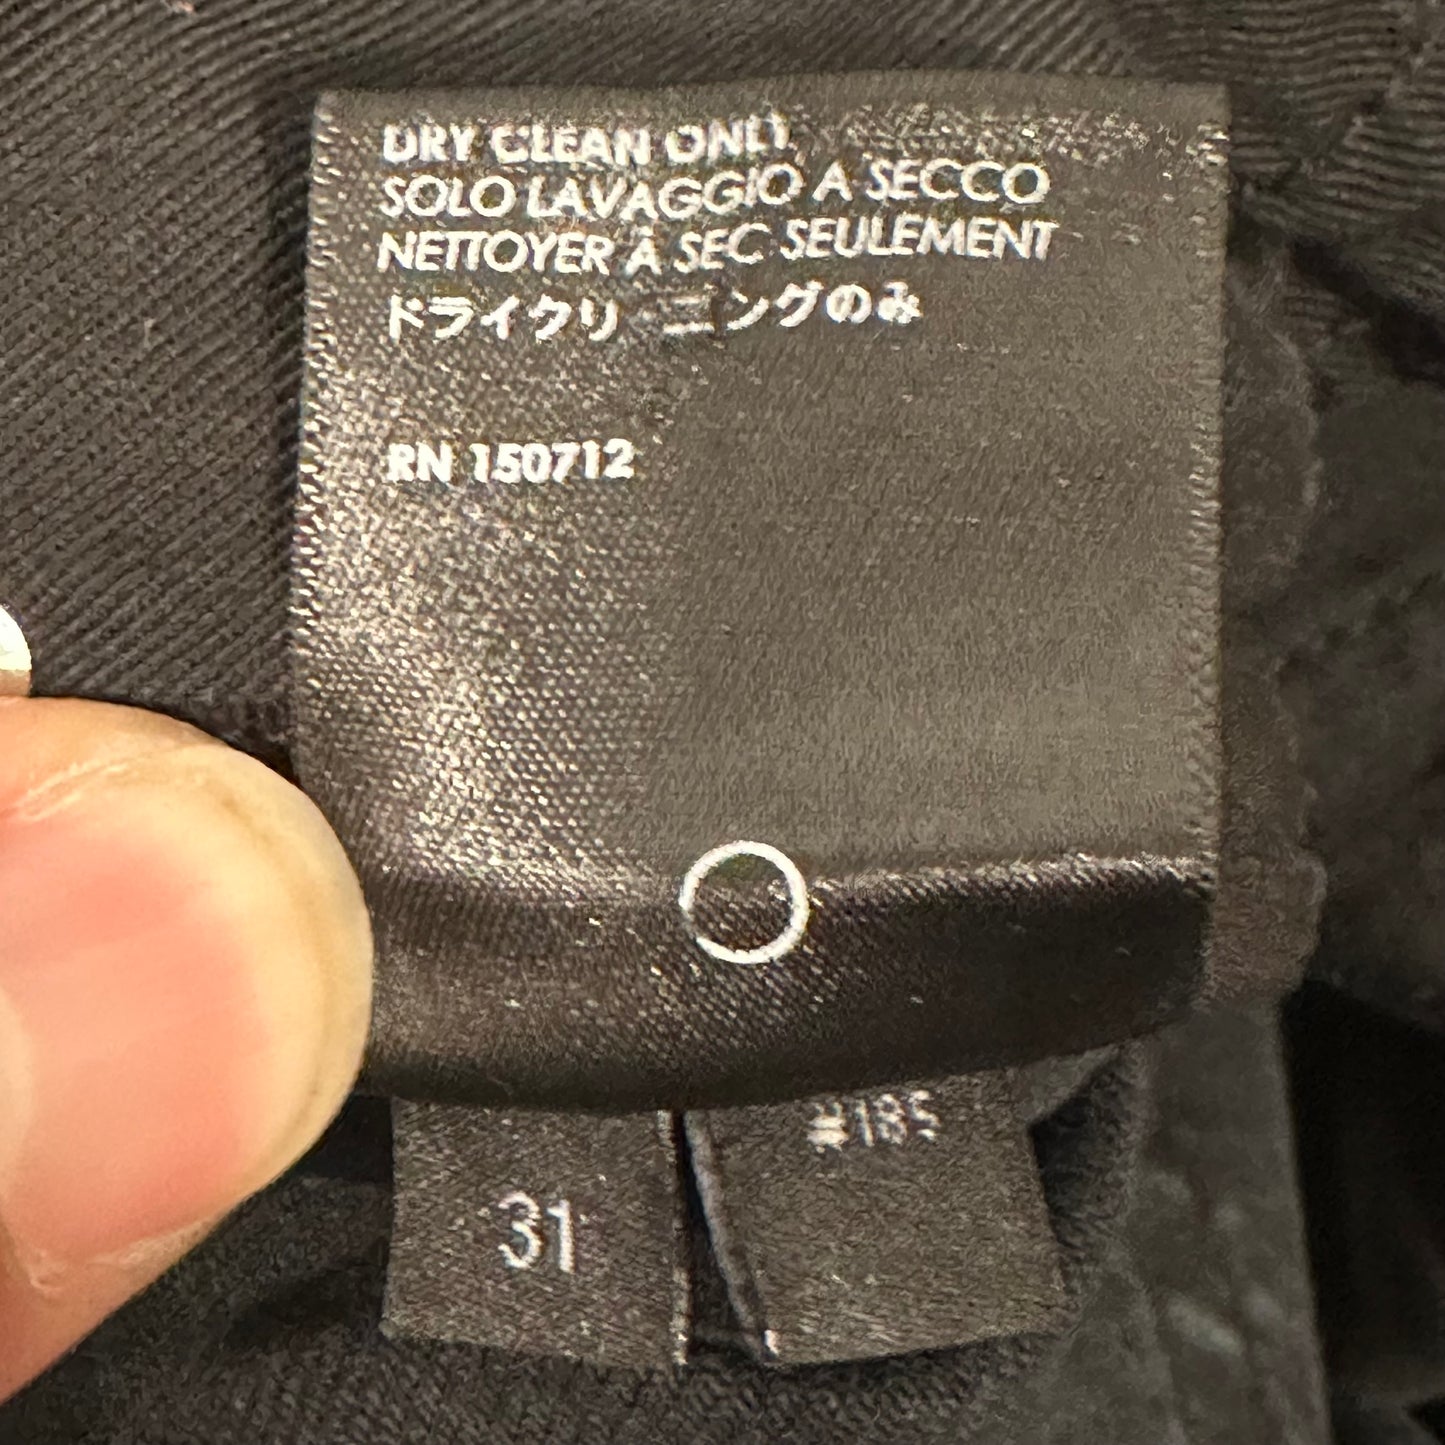 DRY CLEAN ONLY
SOLO LAVAGGIO A SECCO
NETTOYER À SEC SEULEMENT
ドライクリーニングのみ
RN 150712
#185
31